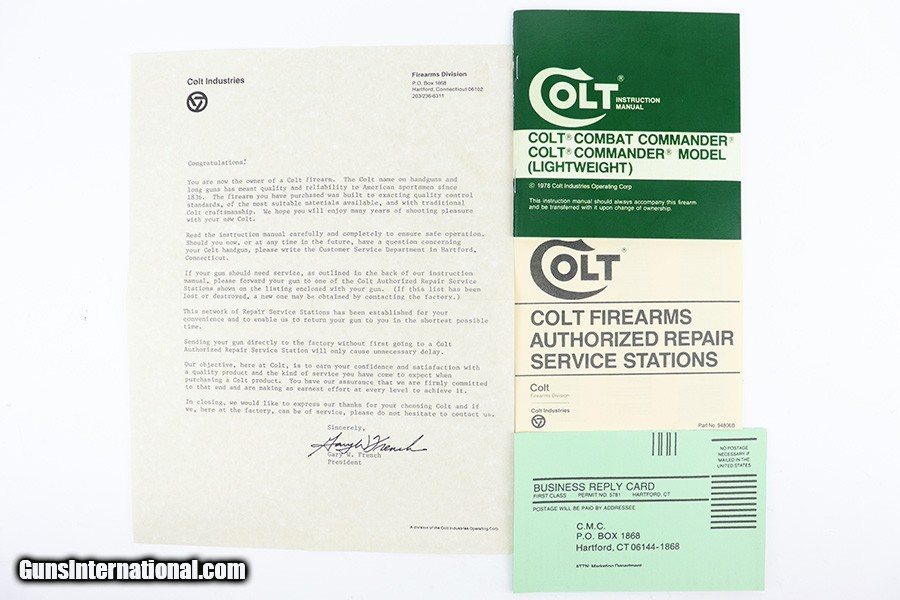 Colt Industries
Firearms Division
P.O. Box 1868
Hartford, Connecticut 06102
203/236-6311
Congratulations!
You are now the owner of a Colt firearm. The Colt name on handguns and
long guns has meant quality and reliability to American sportsmen since
1836. The firearm you have purchased was built to exacting quality control
standards, of the most suitable materials available, and with traditional
Colt craftsmanship. We hope you will enjoy many years of shooting pleasure
with your new Colt.
Read the instruction manual carefully and completely to ensure safe operation.
Should you now, or at any time in the future, have a question concerning
your Colt handgun, please write the Customer Service Department in Hartford,
Connecticut.
If your gun should need service, as outlined in the back of our instruction
manual, please forward your gun to one of the Colt Authorized Repair Service
Stations shown on the listing enclosed with your gun. (If this list has been
lost or destroyed, a new one may be obtained by contacting the factory.)
This network of Repair Service Stations has been established for your
convenience and to enable us to return your gun to you in the shortest possible
time.
Sending your gun directly to the factory without first going to a Colt
Authorized Repair Service Station will only cause unnecessary delay.
Our objective, here at Colt, is to earn your confidence and satisfaction with
a quality product and the kind of service you have come to expect when
purchasing a Colt product. You have our assurance that we are firmly committed
to that end and are making an earnest effort at every level to achieve it.
In closing, we would like to express our thanks for your choosing Colt and if
we, here at the factory, can be of service, please do not hesitate to contact us.
Sincerely,
Gary W. French
Gary W. French
President
A division of the Colt Industries Operating Corp.
COLT®
INSTRUCTION
MANUAL
COLT® COMBAT COMMANDER®
COLT® COMMANDER® MODEL
(LIGHTWEIGHT)
© 1978 Colt Industries Operating Corp
This instruction manual should always accompany this firearm
and be transferred with it upon change of ownership.
COLT®
COLT FIREARMS
AUTHORIZED REPAIR
SERVICE STATIONS
Colt
Firearms Division
Colt Industries
Part No. 94806B
NO POSTAGE
NECESSARY IF
MAILED IN THE
UNITED STATES
BUSINESS REPLY CARD
FIRST CLASS PERMIT NO. 5781 HARTFORD, CT
POSTAGE WILL BE PAID BY ADDRESSEE
C.M.C.
P.O. BOX 1868
Hartford, CT 06144-1868
ATTN: Marketing Department
GunsInternational.com